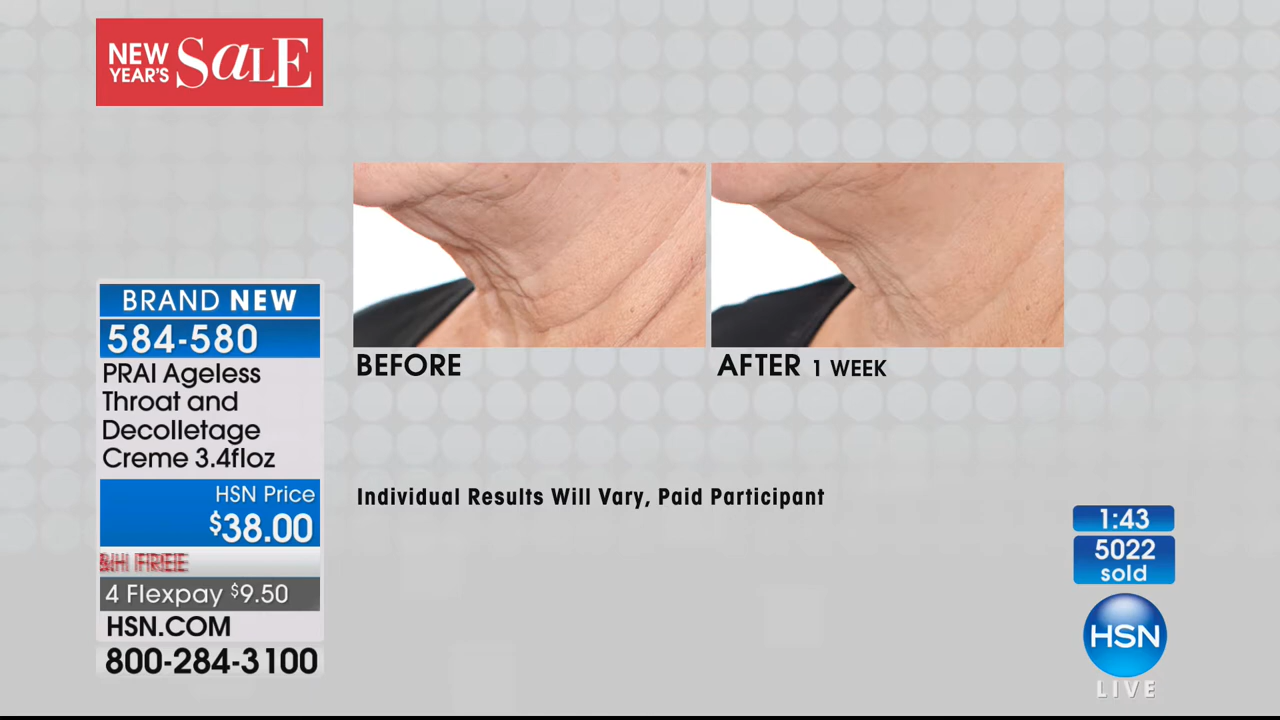 NEW
YEAR'S
SALE
BRAND NEW
584-580
PRAI Ageless
Throat and
Decolletage
Creme 3.4floz
HSN Price
$38.00
FREE
4 Flexpay $9.50
HSN.COM
800-284-3100
BEFORE
AFTER 1 WEEK
Individual Results Will Vary, Paid Participant
1:43
5022
sold
HSN
LIVE